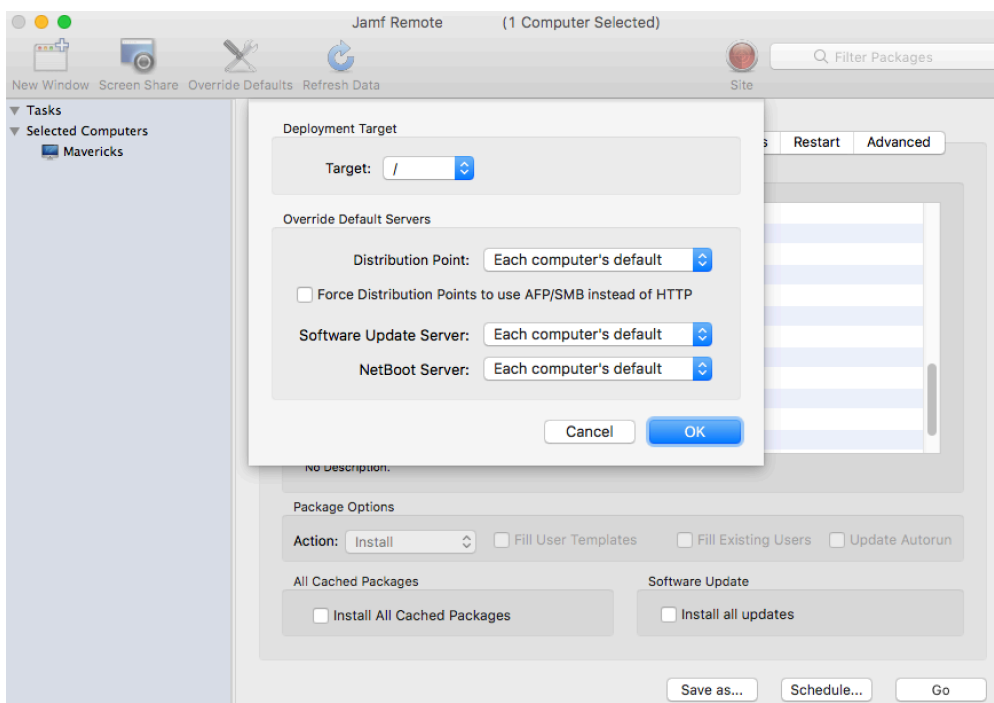 Jamf Remote (1 Computer Selected)
New Window Screen Share Override Defaults Refresh Data Site Filter Packages
Tasks
Selected Computers
Mavericks
Deployment Target
Target: /
Override Default Servers
Distribution Point: Each computer's default
Force Distribution Points to use AFP/SMB instead of HTTP
Software Update Server: Each computer's default
NetBoot Server: Each computer's default
Cancel OK
s Restart Advanced
No Description.
Package Options
Action: Install Fill User Templates Fill Existing Users Update Autorun
All Cached Packages Software Update
Install All Cached Packages Install all updates
Save as... Schedule... Go